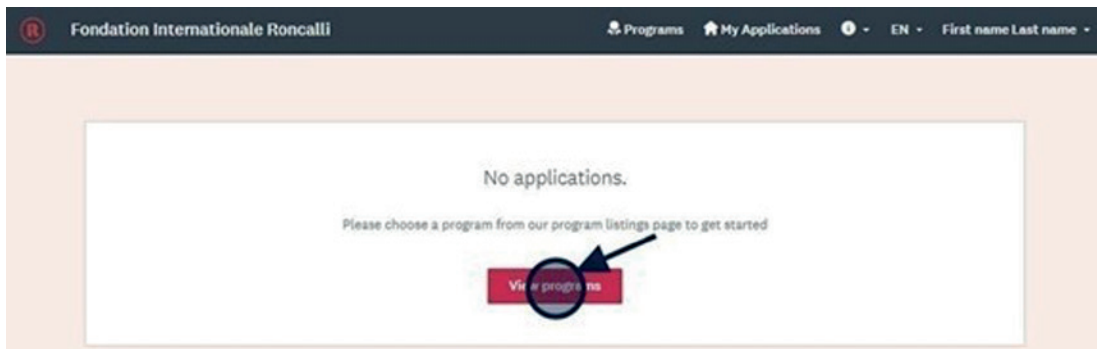 ® Fondation Internationale Roncalli Programs My Applications EN First name Last name
No applications.
Please choose a program from our program listings page to get started
View programs